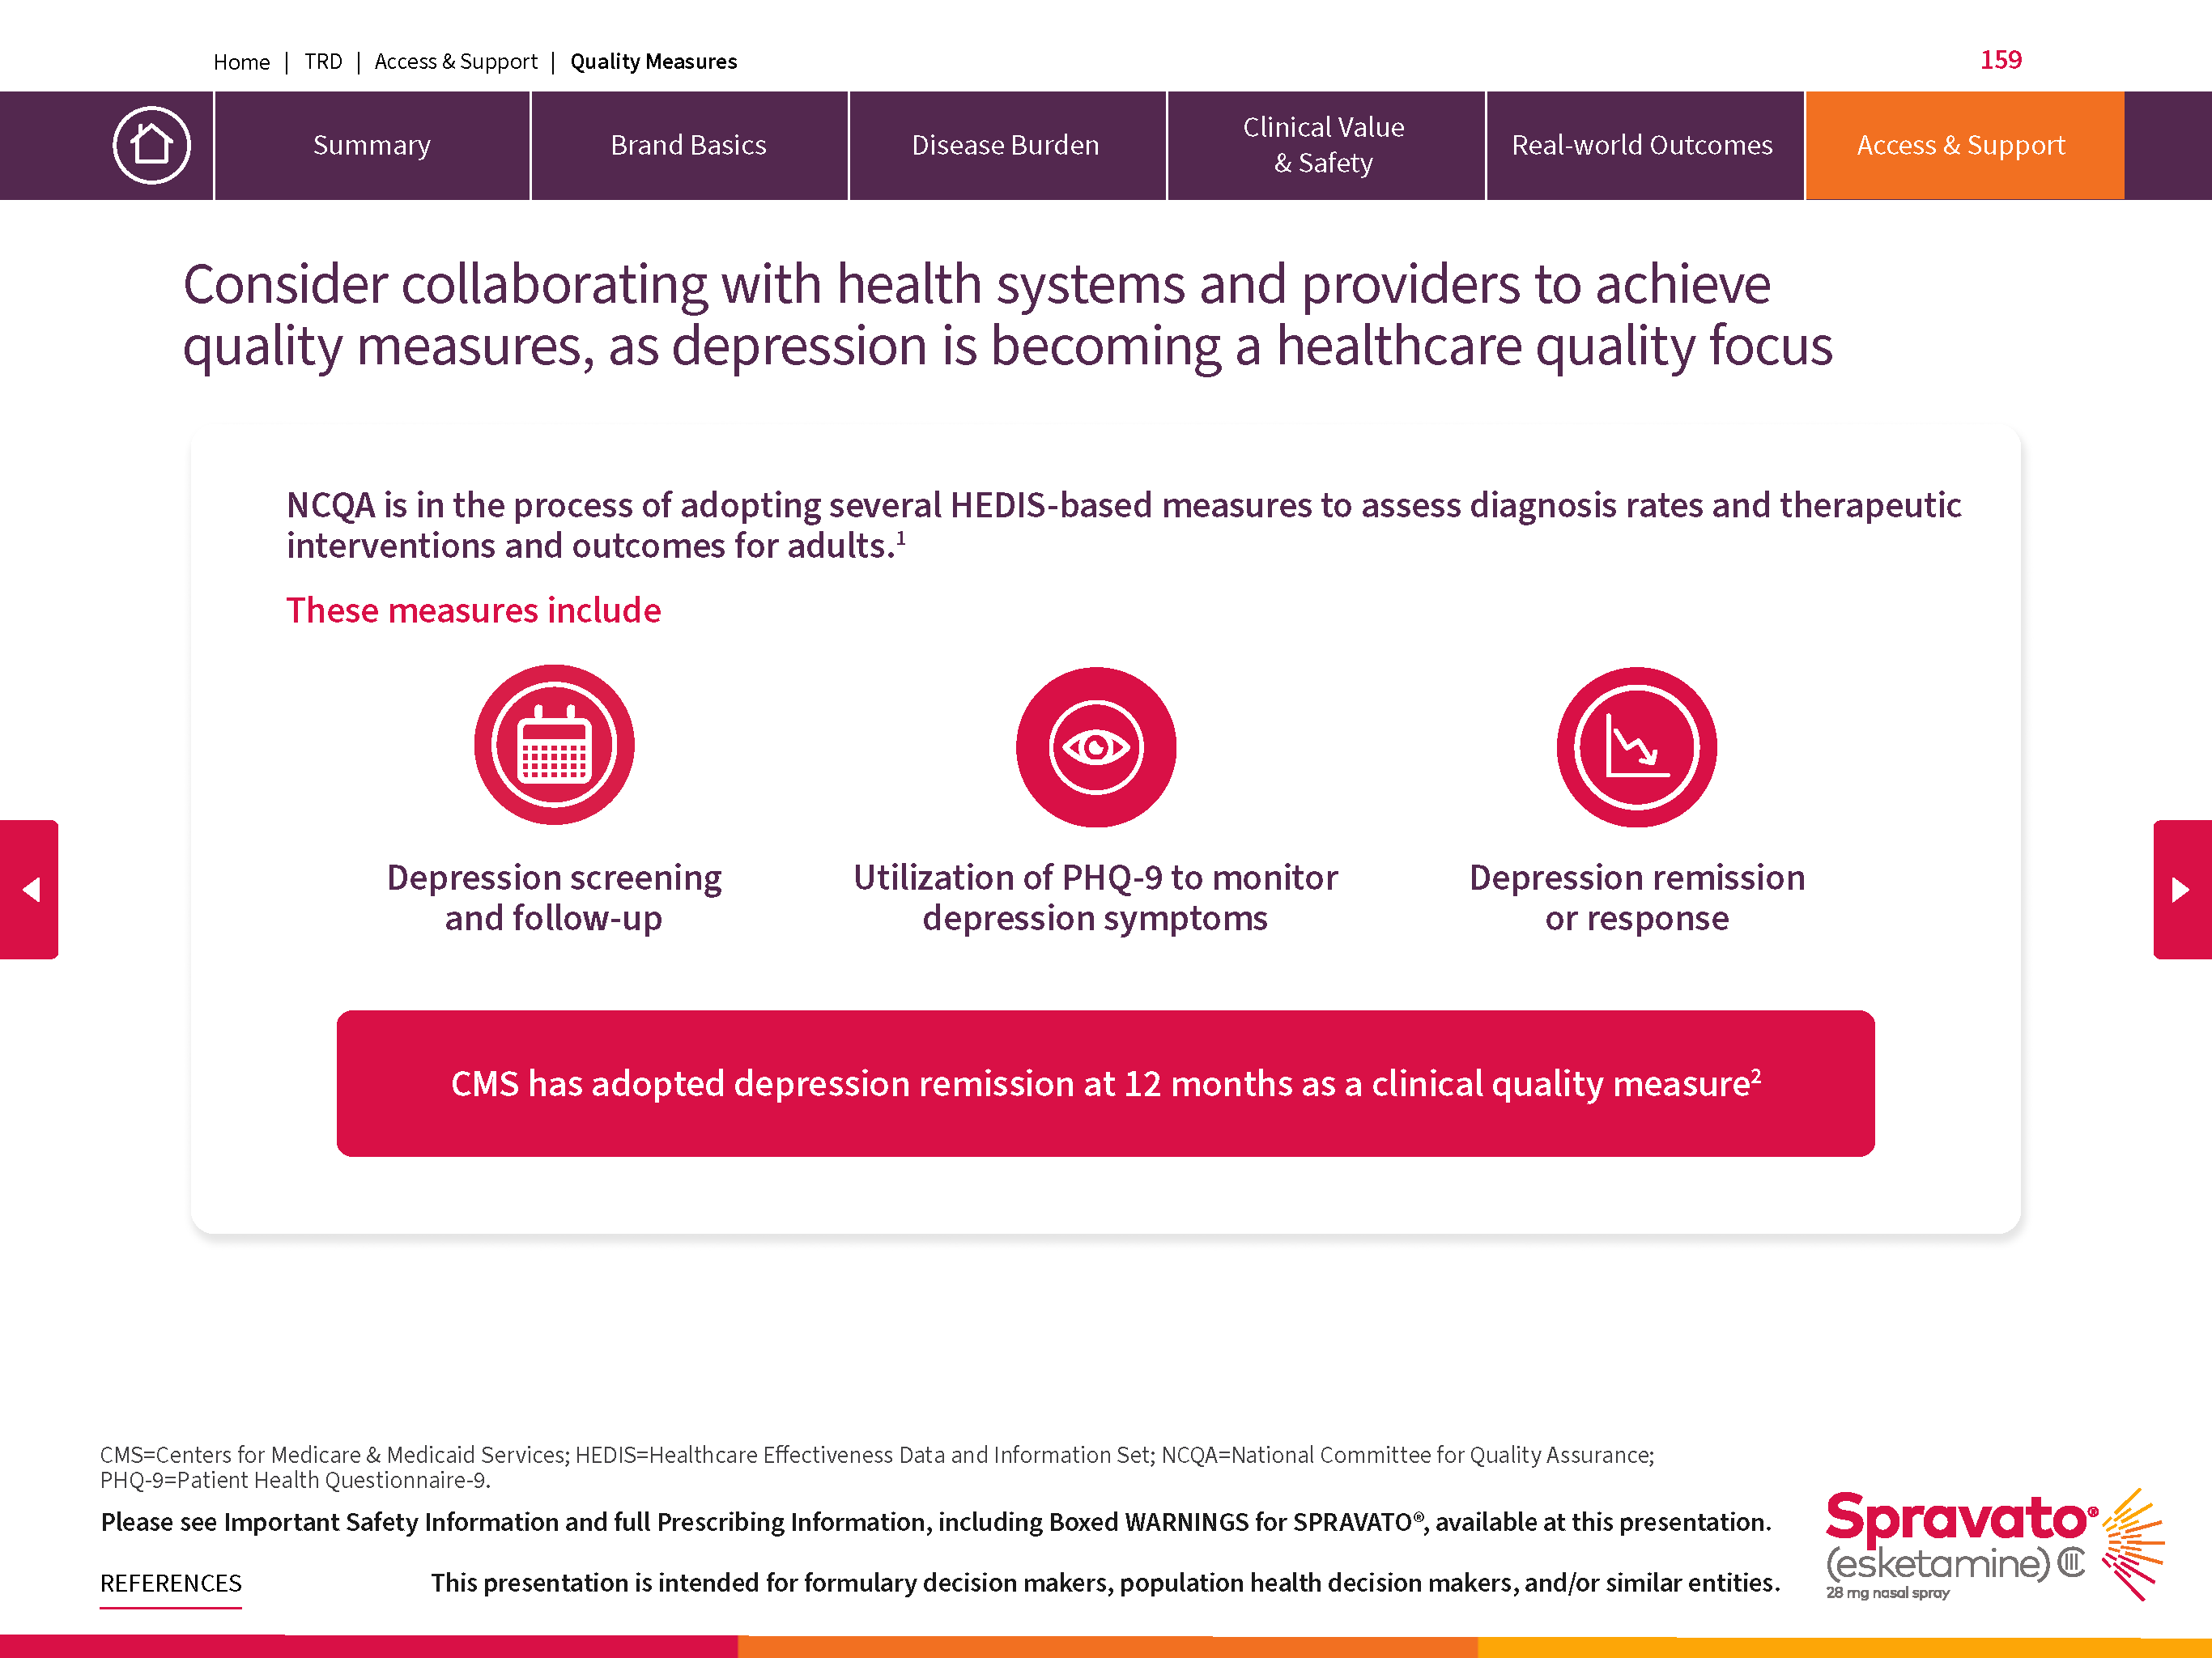 Home | TRD | Access & Support | Quality Measures
159
Summary
Brand Basics
Disease Burden
Clinical Value
& Safety
Real-world Outcomes
Access & Support
Consider collaborating with health systems and providers to achieve
quality measures, as depression is becoming a healthcare quality focus
NCQA is in the process of adopting several HEDIS-based measures to assess diagnosis rates and therapeutic
interventions and outcomes for adults.¹
These measures include
Depression screening
and follow-up
Utilization of PHQ-9 to monitor
depression symptoms
Depression remission
or response
CMS has adopted depression remission at 12 months as a clinical quality measure²
CMS=Centers for Medicare & Medicaid Services; HEDIS=Healthcare Effectiveness Data and Information Set; NCQA=National Committee for Quality Assurance;
PHQ-9=Patient Health Questionnaire-9.
Please see Important Safety Information and full Prescribing Information, including Boxed WARNINGS for SPRAVATO®, available at this presentation.
REFERENCES
This presentation is intended for formulary decision makers, population health decision makers, and/or similar entities.
Spravato®
(esketamine) CIII
28 mg nasal spray